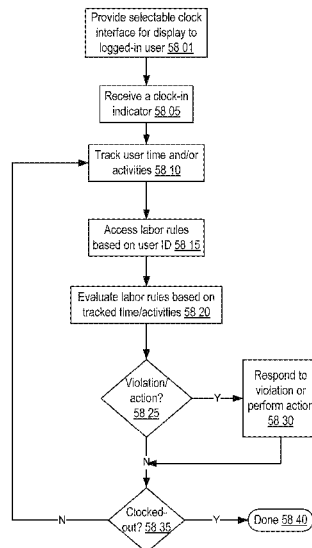 Provide selectable clock
interface for display to
logged-in user 58 01
Receive a clock-in
indicator 58 05
Track user time and/or
activities 58 10
Access labor rules
based on user ID 58 15
Evaluate labor rules based on
tracked time/activities 58 20
Violation/
action?
58 25
Y
Respond to
violation or
perform action
58 30
N
Clocked-
out? 58 35
N
Y
Done 58 40